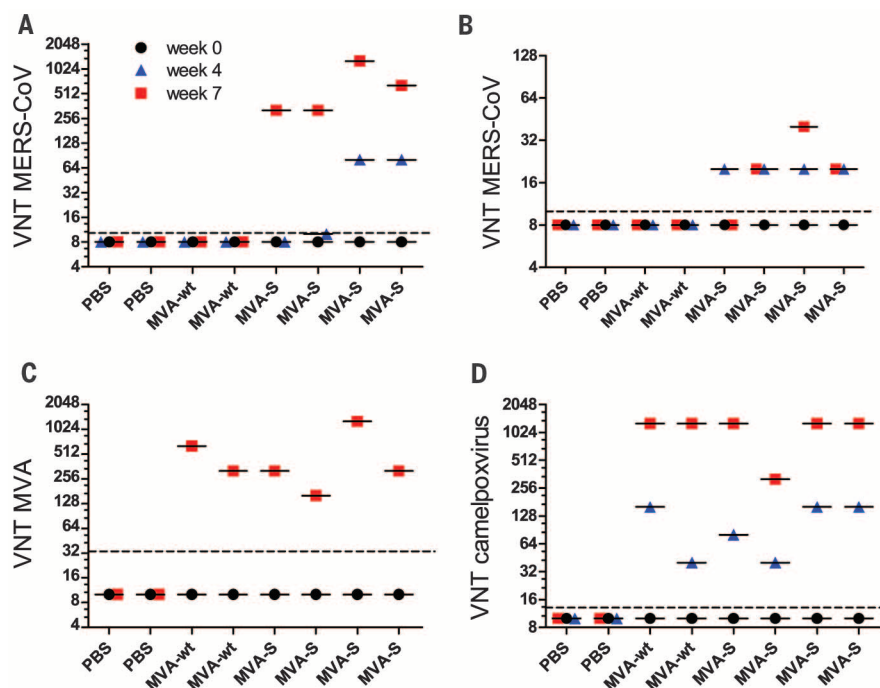 A
VNT MERS-CoV
2048
1024
512
256
128
64
32
16
8
4
week 0
week 4
week 7
PBS
PBS
MVA-wt
MVA-wt
MVA-S
MVA-S
MVA-S
MVA-S
B
VNT MERS-CoV
128
64
32
16
8
4
PBS
PBS
MVA-wt
MVA-wt
MVA-S
MVA-S
MVA-S
MVA-S
C
VNT MVA
2048
1024
512
256
128
64
32
16
8
4
PBS
PBS
MVA-wt
MVA-wt
MVA-S
MVA-S
MVA-S
MVA-S
D
VNT camelpoxvirus
2048
1024
512
256
128
64
32
16
8
PBS
PBS
MVA-wt
MVA-wt
MVA-S
MVA-S
MVA-S
MVA-S